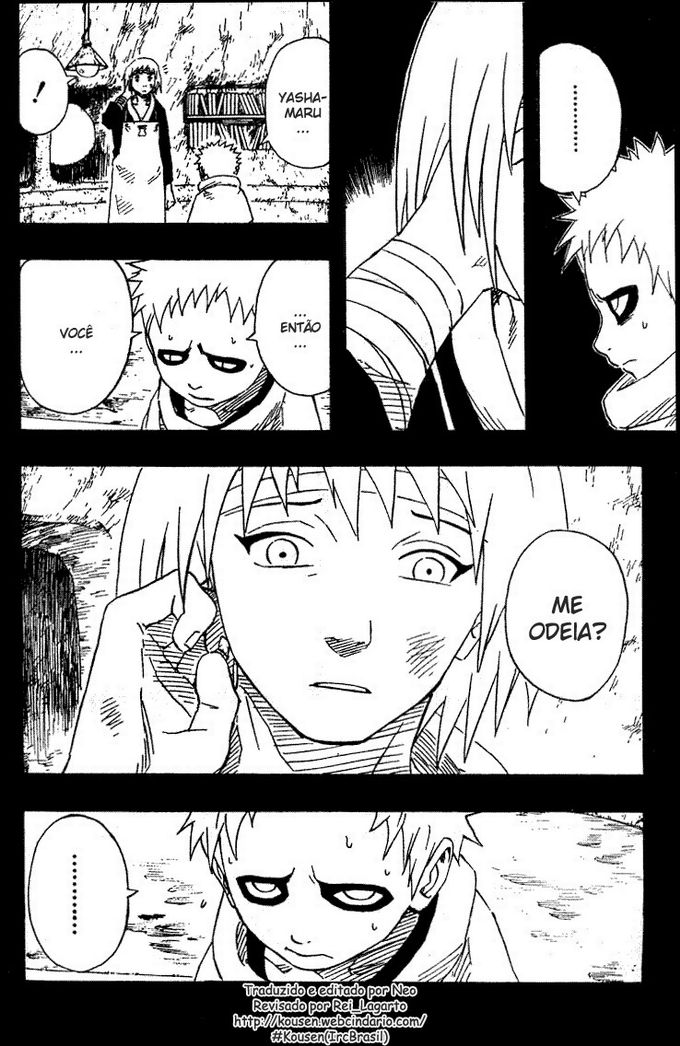 .........
YASHA-
MARU
...
!
...
ENTÃO
...
VOCÊ
...
ME
ODEIA?
.........
Traduzido e editado por Neo
Revisado por Rei_Lagarto
http://kousen.webcindario.com/
#Kousen(IrcBrasil)